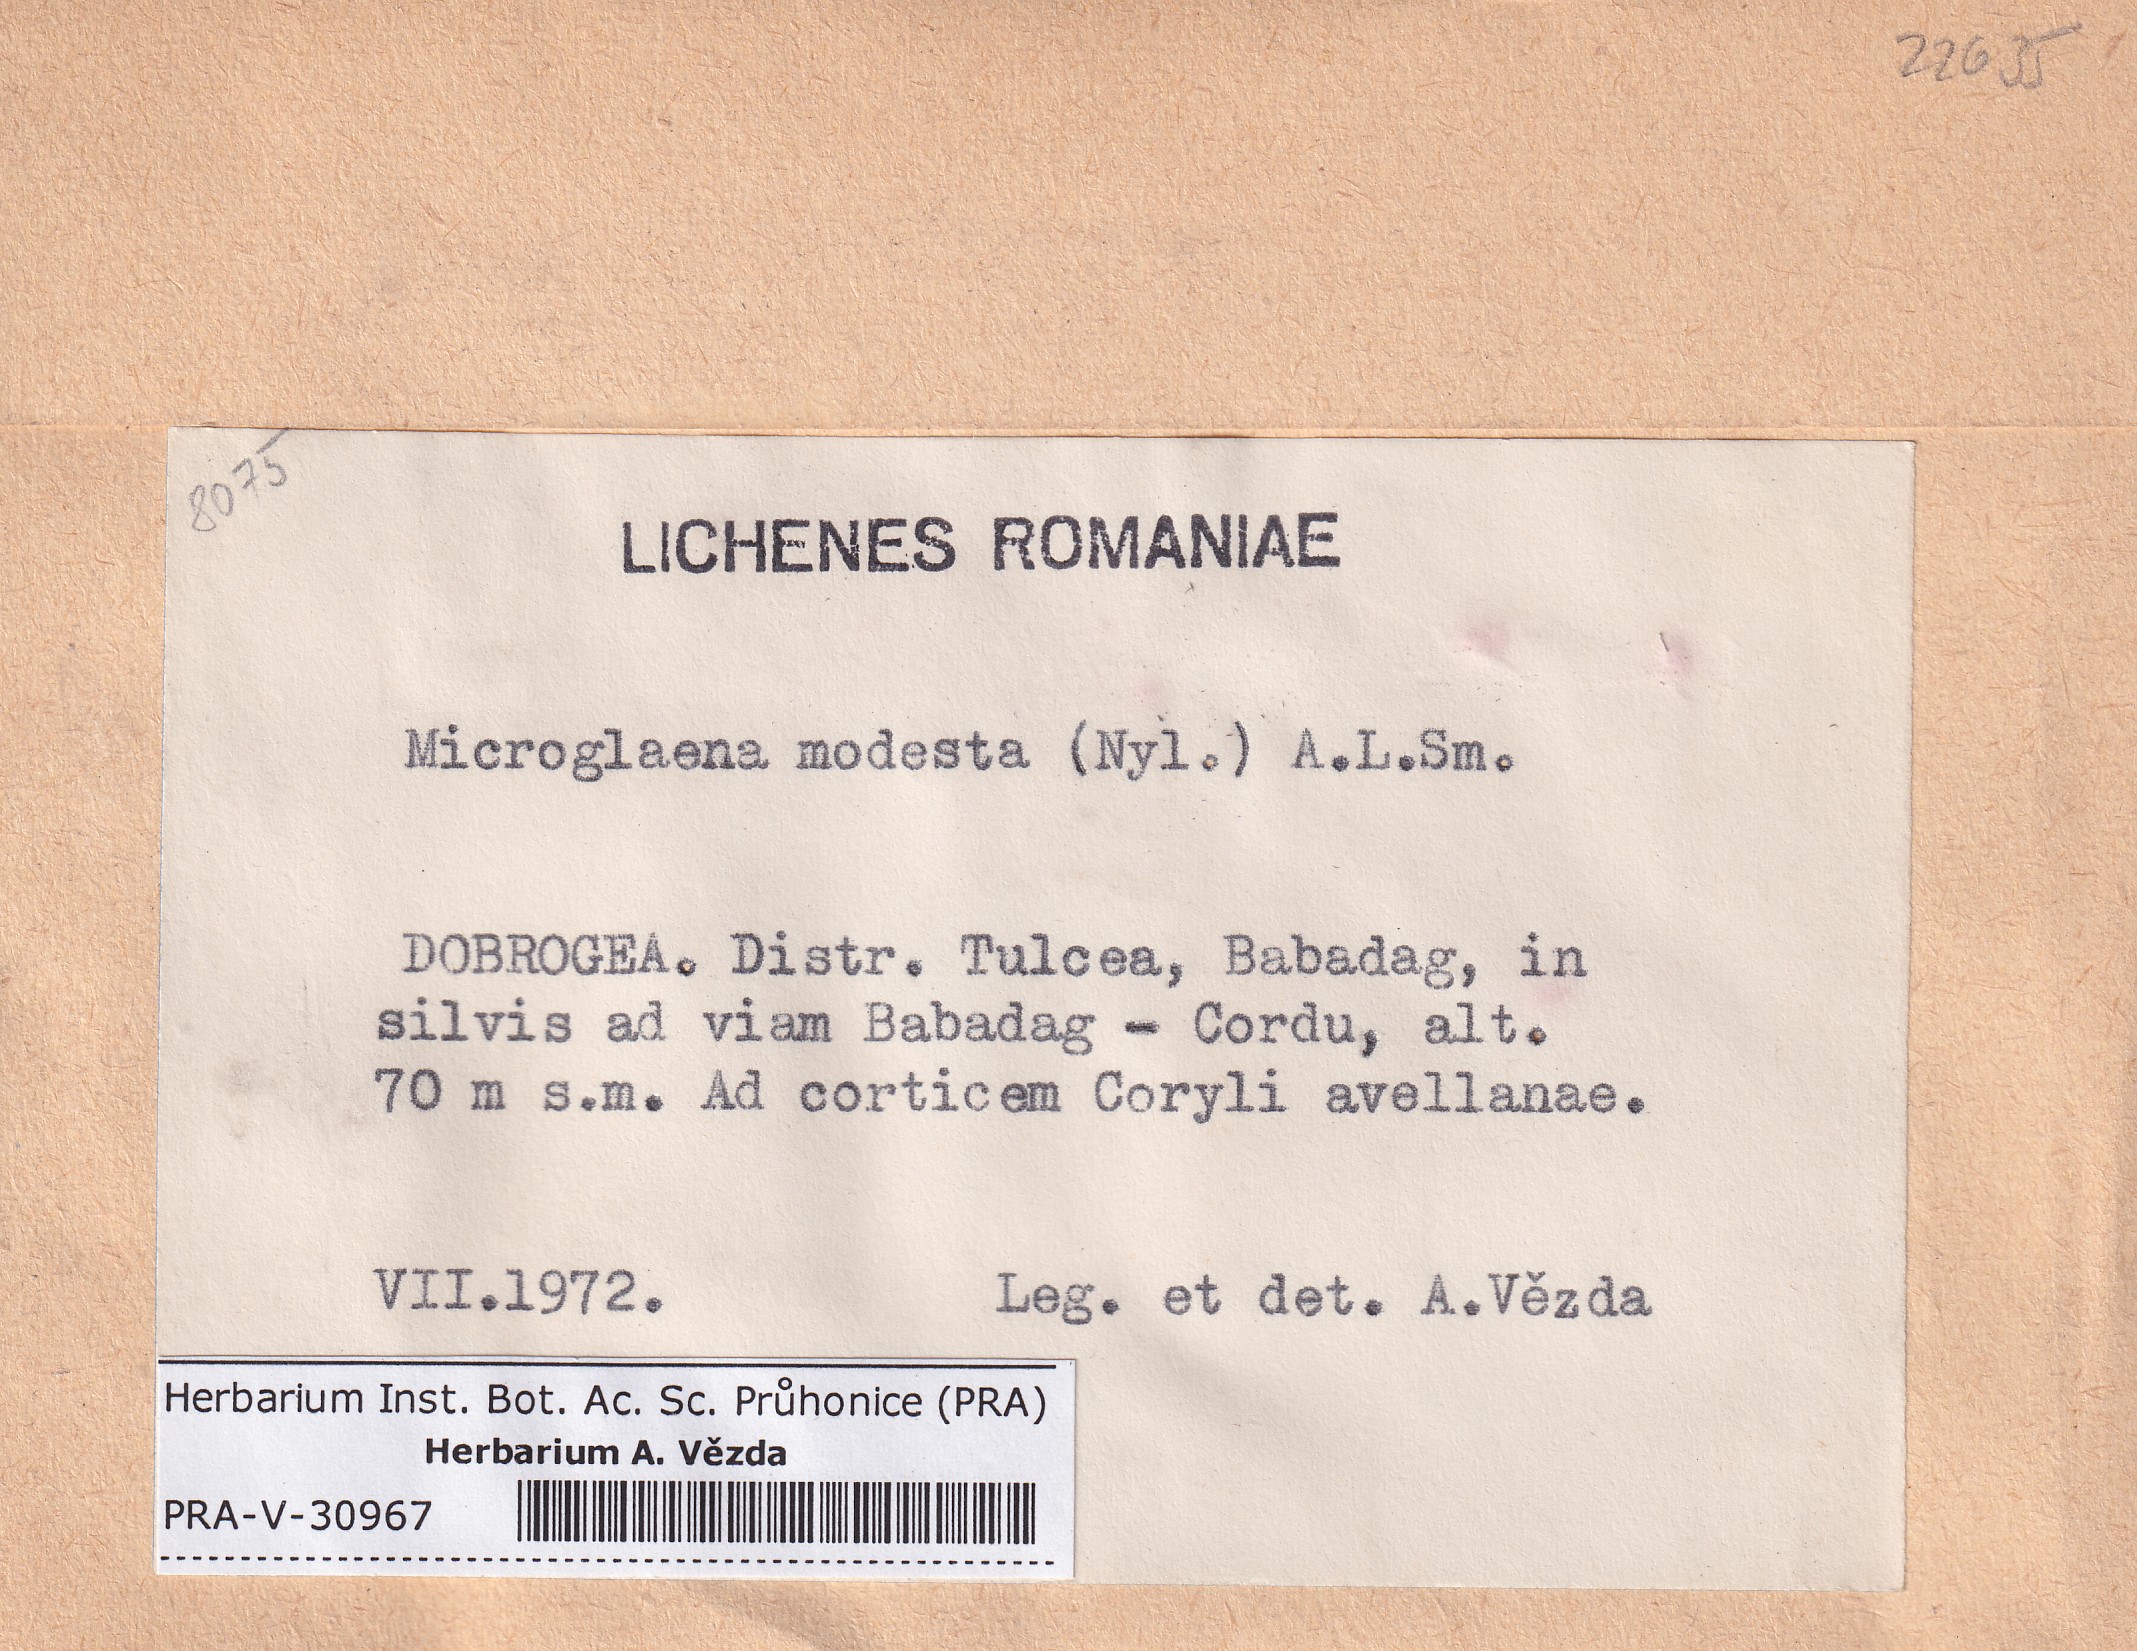 22635
8075
LICHENES ROMANIAE
Microglaena modesta (Nyl.) A.L.Sm.
DOBROGEA. Distr. Tulcea, Babadag, in
silvis ad viam Babadag - Cordu, alt.
70 m s.m. Ad corticem Coryli avellanae.
VII.1972. Leg. et det. A.Vězda
Herbarium Inst. Bot. Ac. Sc. Průhonice (PRA)
Herbarium A. Vězda
PRA-V-30967